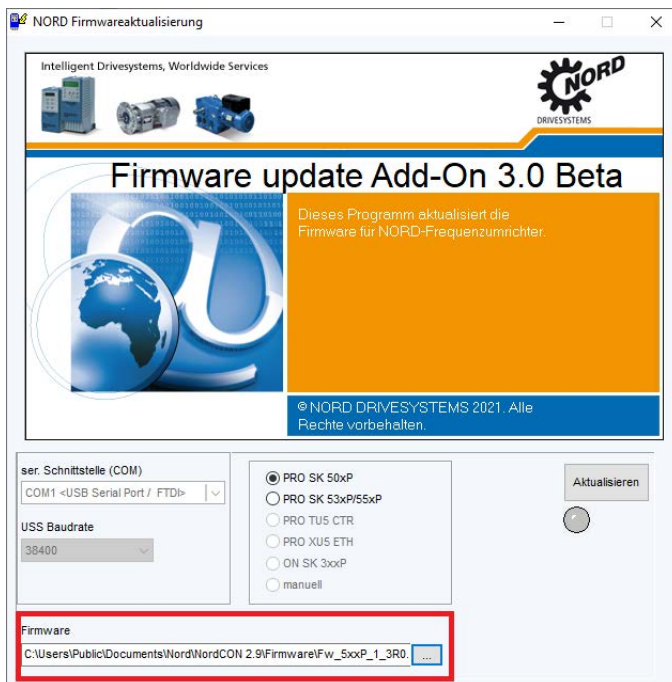 NORD Firmwareaktualisierung
Intelligent Drivesystems, Worldwide Services
NORD
DRIVESYSTEMS
Firmware update Add-On 3.0 Beta
Dieses Programm aktualisiert die
Firmware für NORD-Frequenzumrichter.
© NORD DRIVESYSTEMS 2021. Alle
Rechte vorbehalten.
ser. Schnittstelle (COM)
COM1 <USB Serial Port / FTDI>
USS Baudrate
38400
PRO SK 50xP
PRO SK 53xP/55xP
PRO TU5 CTR
PRO XU5 ETH
ON SK 3xxP
manuell
Aktualisieren
Firmware
C:\Users\Public\Documents\Nord\NordCON 2.9\Firmware\Fw_5xxP_1_3R0.
...